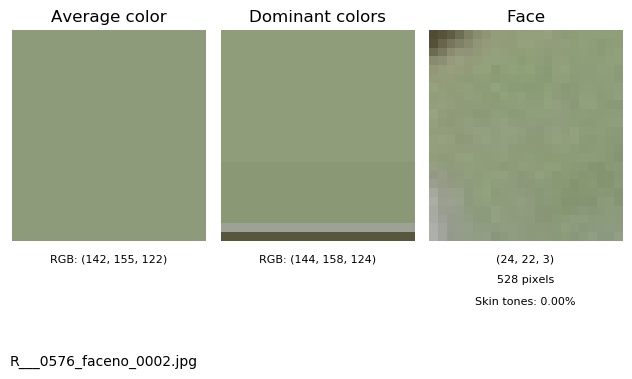 Average color
Dominant colors
Face
RGB: (142, 155, 122)
RGB: (144, 158, 124)
(24, 22, 3)
528 pixels
Skin tones: 0.00%
R___0576_faceno_0002.jpg